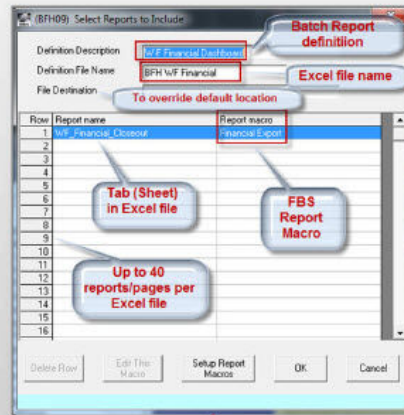 (BFH09) Select Reports to Include
Batch Report
definitiion
Definition Description
WF Financial Dashboard
Definition File Name
BFH WF Financial
Excel file name
File Destination
To override default location
Row Report name Report macro
1 WF_Financial_Closeout Financial Export
2
3
4
5
6
7
8
9
10
11
12
13
14
15
16
Tab (Sheet)
in Excel file
FBS
Report
Macro
Up to 40
reports/pages per
Excel file
Delete Row
Edit This
Macro
Setup Report
Macros
OK
Cancel